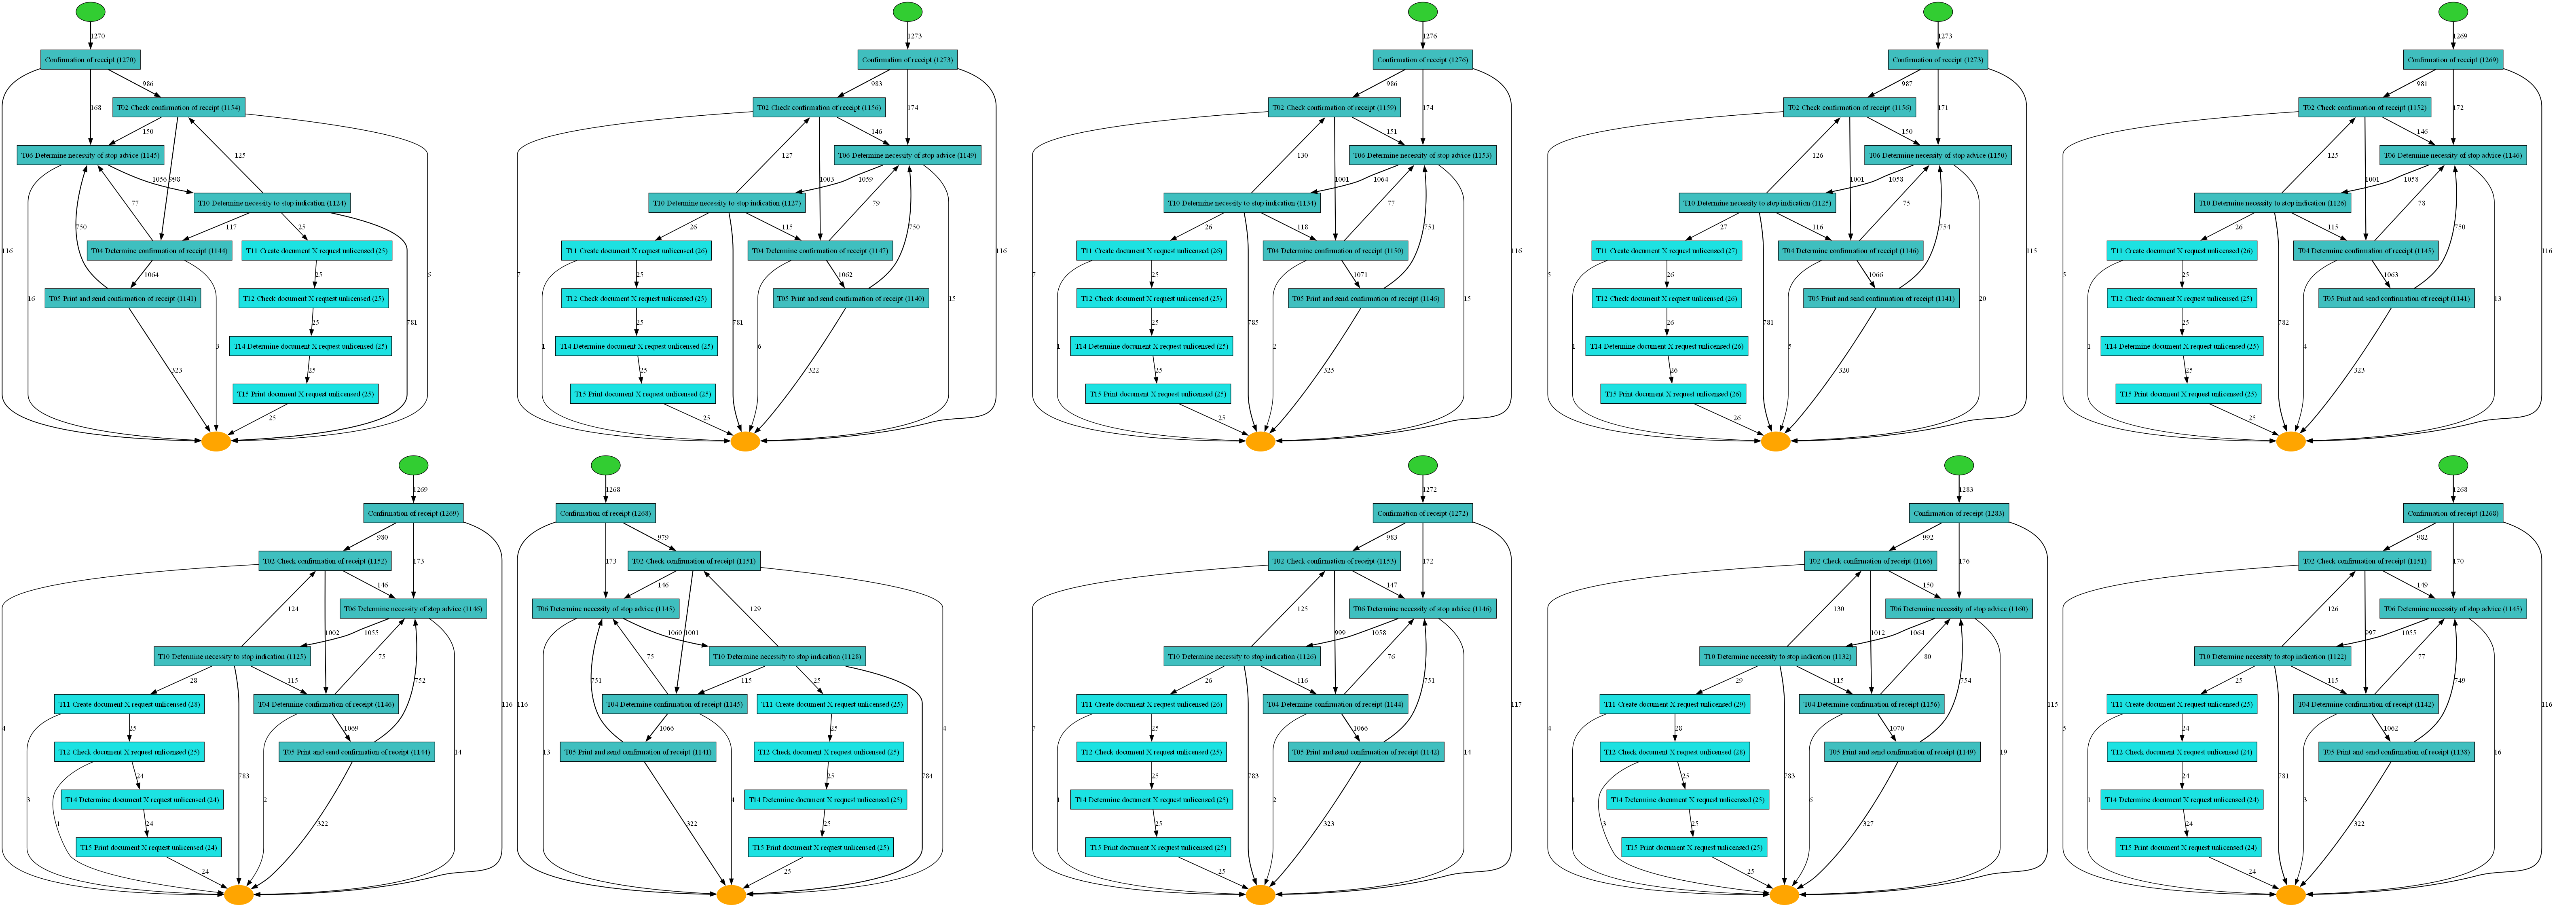 1270
Confirmation of receipt (1270)
986
168
T02 Check confirmation of receipt (1154)
150
125
T06 Determine necessity of stop advice (1145)
1056
998
77
T10 Determine necessity to stop indication (1124)
117
25
750
116
T04 Determine confirmation of receipt (1144)
T11 Create document X request unlicensed (25)
1064
25
6
16
T05 Print and send confirmation of receipt (1141)
T12 Check document X request unlicensed (25)
25
781
3
T14 Determine document X request unlicensed (25)
323
25
T15 Print document X request unlicensed (25)
25
1273
Confirmation of receipt (1273)
983
174
T02 Check confirmation of receipt (1156)
146
127
T06 Determine necessity of stop advice (1149)
1059
1003
79
T10 Determine necessity to stop indication (1127)
26
115
750
116
T11 Create document X request unlicensed (26)
T04 Determine confirmation of receipt (1147)
7
25
1062
T12 Check document X request unlicensed (25)
T05 Print and send confirmation of receipt (1140)
15
25
781
6
1
T14 Determine document X request unlicensed (25)
25
322
T15 Print document X request unlicensed (25)
25
1276
Confirmation of receipt (1276)
986
174
T02 Check confirmation of receipt (1159)
151
130
T06 Determine necessity of stop advice (1153)
1064
1001
77
T10 Determine necessity to stop indication (1134)
26
118
751
116
T11 Create document X request unlicensed (26)
T04 Determine confirmation of receipt (1150)
7
25
1071
T12 Check document X request unlicensed (25)
T05 Print and send confirmation of receipt (1146)
15
25
785
2
1
T14 Determine document X request unlicensed (25)
25
325
T15 Print document X request unlicensed (25)
25
1273
Confirmation of receipt (1273)
987
171
T02 Check confirmation of receipt (1156)
150
126
T06 Determine necessity of stop advice (1150)
1058
1001
75
T10 Determine necessity to stop indication (1125)
27
116
754
115
T11 Create document X request unlicensed (27)
T04 Determine confirmation of receipt (1146)
5
26
1066
T12 Check document X request unlicensed (26)
T05 Print and send confirmation of receipt (1141)
20
26
781
5
1
T14 Determine document X request unlicensed (26)
26
320
T15 Print document X request unlicensed (26)
26
1269
Confirmation of receipt (1269)
981
172
T02 Check confirmation of receipt (1152)
146
125
T06 Determine necessity of stop advice (1146)
1058
1001
78
T10 Determine necessity to stop indication (1126)
26
115
750
116
T11 Create document X request unlicensed (26)
T04 Determine confirmation of receipt (1145)
5
25
1063
T12 Check document X request unlicensed (25)
T05 Print and send confirmation of receipt (1141)
13
25
782
4
1
T14 Determine document X request unlicensed (25)
25
323
T15 Print document X request unlicensed (25)
25
1269
Confirmation of receipt (1269)
980
173
T02 Check confirmation of receipt (1152)
146
124
T06 Determine necessity of stop advice (1146)
1055
1002
75
T10 Determine necessity to stop indication (1125)
28
115
752
116
T11 Create document X request unlicensed (28)
T04 Determine confirmation of receipt (1146)
4
25
1069
T12 Check document X request unlicensed (25)
T05 Print and send confirmation of receipt (1144)
14
24
783
2
3
T14 Determine document X request unlicensed (24)
1
24
322
T15 Print document X request unlicensed (24)
24
1268
Confirmation of receipt (1268)
979
173
T02 Check confirmation of receipt (1151)
146
129
T06 Determine necessity of stop advice (1145)
1060
1001
75
T10 Determine necessity to stop indication (1128)
115
25
751
116
T04 Determine confirmation of receipt (1145)
T11 Create document X request unlicensed (25)
1066
25
4
13
T05 Print and send confirmation of receipt (1141)
T12 Check document X request unlicensed (25)
25
784
4
T14 Determine document X request unlicensed (25)
322
25
T15 Print document X request unlicensed (25)
25
1272
Confirmation of receipt (1272)
983
172
T02 Check confirmation of receipt (1153)
147
125
T06 Determine necessity of stop advice (1146)
1058
999
76
T10 Determine necessity to stop indication (1126)
26
116
751
117
T11 Create document X request unlicensed (26)
T04 Determine confirmation of receipt (1144)
7
25
1066
T12 Check document X request unlicensed (25)
T05 Print and send confirmation of receipt (1142)
14
25
783
2
1
T14 Determine document X request unlicensed (25)
25
323
T15 Print document X request unlicensed (25)
25
1283
Confirmation of receipt (1283)
992
176
T02 Check confirmation of receipt (1166)
150
130
T06 Determine necessity of stop advice (1160)
1064
1012
80
T10 Determine necessity to stop indication (1132)
29
115
754
115
T11 Create document X request unlicensed (29)
T04 Determine confirmation of receipt (1156)
4
28
1070
T12 Check document X request unlicensed (28)
T05 Print and send confirmation of receipt (1149)
19
25
783
6
1
T14 Determine document X request unlicensed (25)
3
25
327
T15 Print document X request unlicensed (25)
25
1268
Confirmation of receipt (1268)
982
170
T02 Check confirmation of receipt (1151)
149
126
T06 Determine necessity of stop advice (1145)
1055
997
77
T10 Determine necessity to stop indication (1122)
25
115
749
116
T11 Create document X request unlicensed (25)
T04 Determine confirmation of receipt (1142)
5
24
1062
T12 Check document X request unlicensed (24)
T05 Print and send confirmation of receipt (1138)
16
24
781
3
1
T14 Determine document X request unlicensed (24)
24
322
T15 Print document X request unlicensed (24)
24